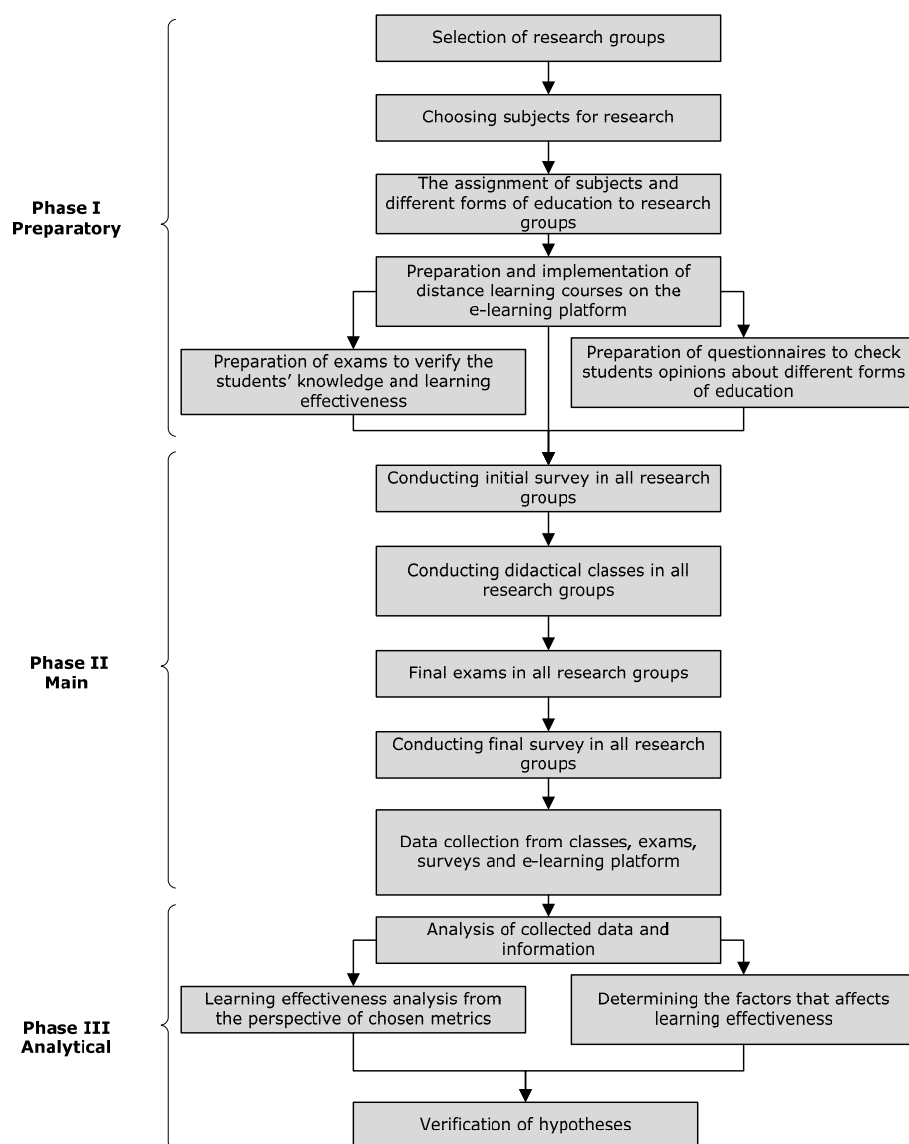 Selection of research groups
Choosing subjects for research
The assignment of subjects and
different forms of education to research
groups
Phase I
Preparatory
Preparation and implementation of
distance learning courses on the
e-learning platform
Preparation of exams to verify the
students' knowledge and learning
effectiveness
Preparation of questionnaires to check
students opinions about different forms
of education
Conducting initial survey in all research
groups
Conducting didactical classes in all
research groups
Phase II
Main
Final exams in all research groups
Conducting final survey in all research
groups
Data collection from classes, exams,
surveys and e-learning platform
Analysis of collected data and
information
Phase III
Analytical
Learning effectiveness analysis from
the perspective of chosen metrics
Determining the factors that affects
learning effectiveness
Verification of hypotheses